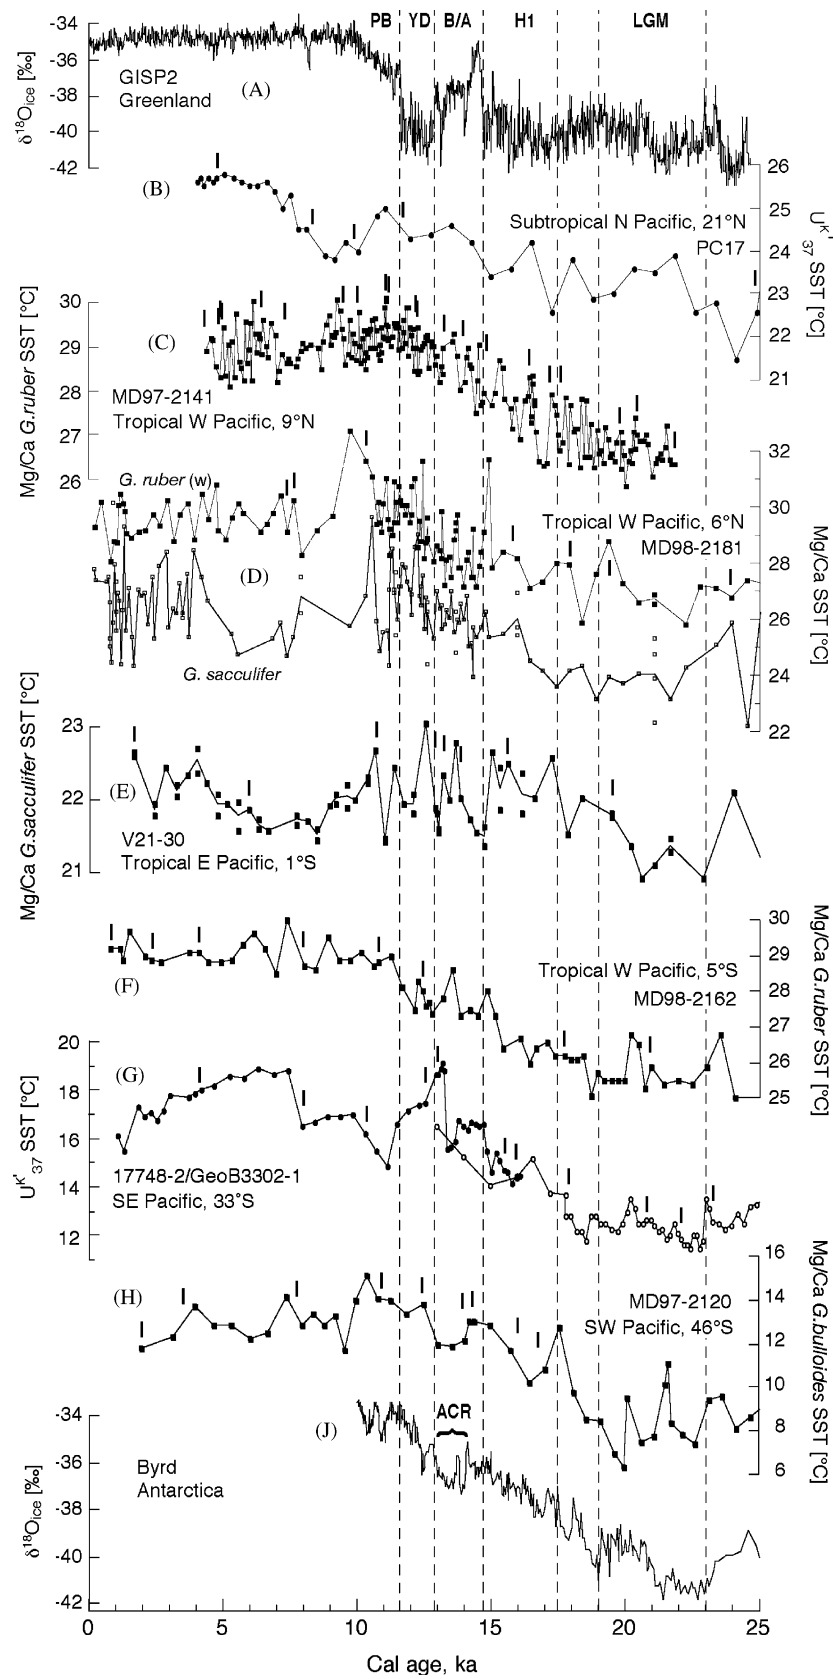 PB YD B/A H1 LGM
-34
-36
-38
-40
-42
δ18Oice [‰]
GISP2
Greenland
(A)
26
25
24
23
22
21
UK'37 SST [°C]
(B)
Subtropical N Pacific, 21°N
PC17
30
29
28
27
26
Mg/Ca G.ruber SST [°C]
(C)
MD97-2141
Tropical W Pacific, 9°N
32
30
28
26
24
22
Mg/Ca SST [°C]
G. ruber (w)
Tropical W Pacific, 6°N
MD98-2181
(D)
G. sacculifer
23
22
21
Mg/Ca G.sacculifer SST [°C]
(E)
V21-30
Tropical E Pacific, 1°S
30
29
28
27
26
25
Mg/Ca G.ruber SST [°C]
(F)
Tropical W Pacific, 5°S
MD98-2162
20
18
16
14
12
UK'37 SST [°C]
(G)
17748-2/GeoB3302-1
SE Pacific, 33°S
16
14
12
10
8
6
Mg/Ca G.bulloides SST [°C]
(H)
MD97-2120
SW Pacific, 46°S
-34
-36
-38
-40
-42
δ18Oice [‰]
(J)
ACR
Byrd
Antarctica
0 5 10 15 20 25
Cal age, ka